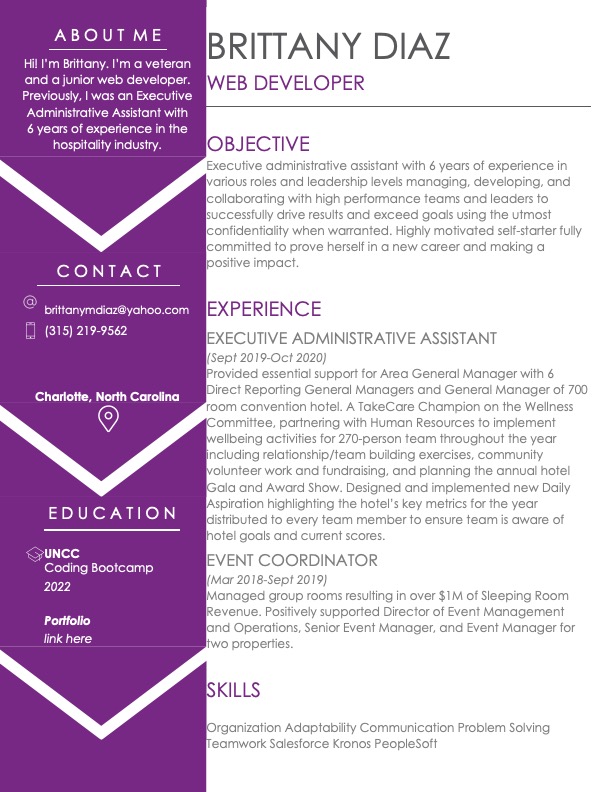 ABOUT ME
Hi! I'm Brittany. I'm a veteran
and a junior web developer.
Previously, I was an Executive
Administrative Assistant with
6 years of experience in the
hospitality industry.
CONTACT
@ brittanymdiaz@yahoo.com
(315) 219-9562
Charlotte, North Carolina
EDUCATION
UNCC
Coding Bootcamp
2022
Portfolio
link here
BRITTANY DIAZ
WEB DEVELOPER
OBJECTIVE
Executive administrative assistant with 6 years of experience in
various roles and leadership levels managing, developing, and
collaborating with high performance teams and leaders to
successfully drive results and exceed goals using the utmost
confidentiality when warranted. Highly motivated self-starter fully
committed to prove herself in a new career and making a
positive impact.
EXPERIENCE
EXECUTIVE ADMINISTRATIVE ASSISTANT
(Sept 2019-Oct 2020)
Provided essential support for Area General Manager with 6
Direct Reporting General Managers and General Manager of 700
room convention hotel. A TakeCare Champion on the Wellness
Committee, partnering with Human Resources to implement
wellbeing activities for 270-person team throughout the year
including relationship/team building exercises, community
volunteer work and fundraising, and planning the annual hotel
Gala and Award Show. Designed and implemented new Daily
Aspiration highlighting the hotel's key metrics for the year
distributed to every team member to ensure team is aware of
hotel goals and current scores.
EVENT COORDINATOR
(Mar 2018-Sept 2019)
Managed group rooms resulting in over $1M of Sleeping Room
Revenue. Positively supported Director of Event Management
and Operations, Senior Event Manager, and Event Manager for
two properties.
SKILLS
Organization Adaptability Communication Problem Solving
Teamwork Salesforce Kronos PeopleSoft